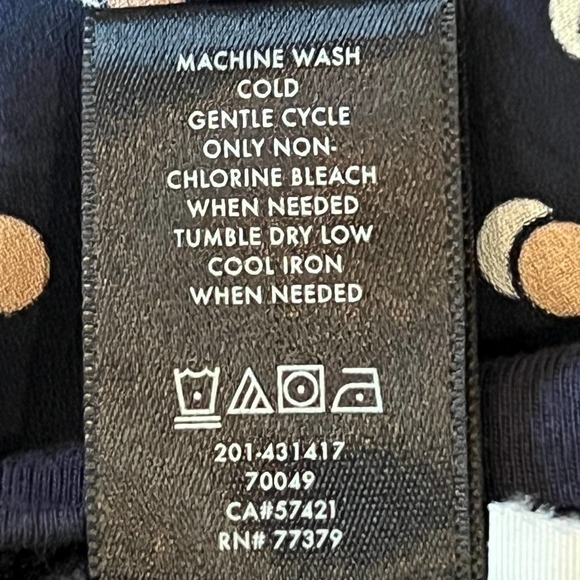 MACHINE WASH
COLD
GENTLE CYCLE
ONLY NON-
CHLORINE BLEACH
WHEN NEEDED
TUMBLE DRY LOW
COOL IRON
WHEN NEEDED
201-431417
70049
CA#57421
RN# 77379